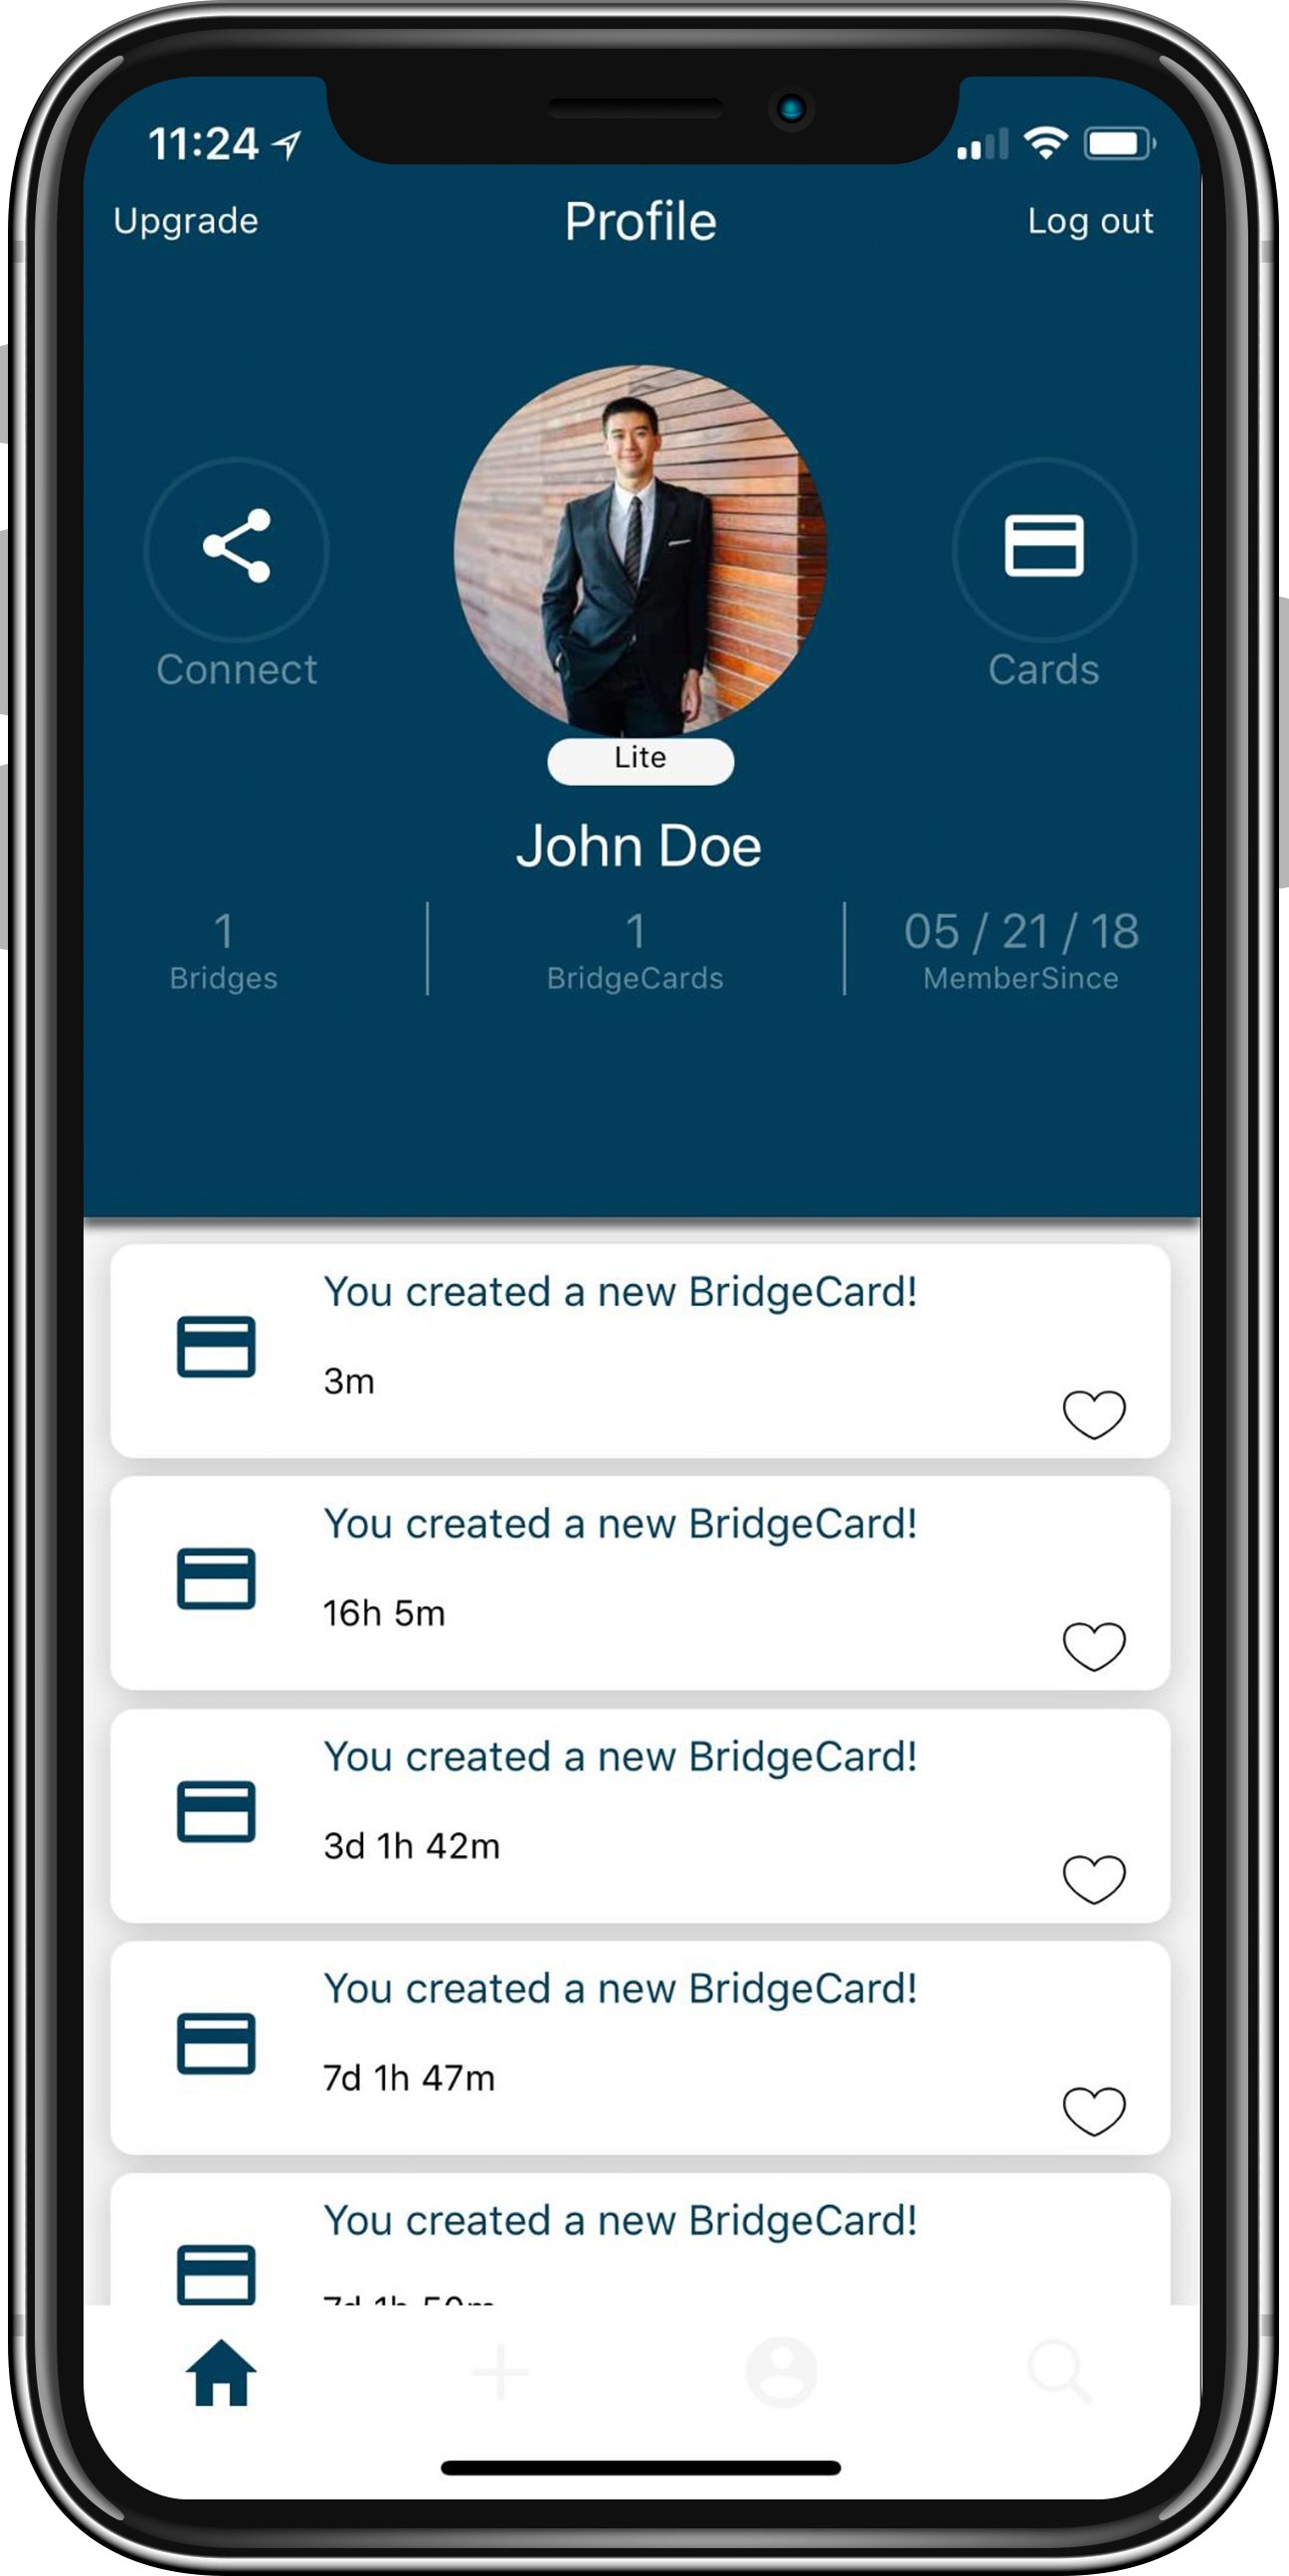 11:24
Upgrade Profile Log out
Connect Cards
Lite
John Doe
1 1 05 / 21 / 18
Bridges BridgeCards MemberSince
You created a new BridgeCard!
3m
You created a new BridgeCard!
16h 5m
You created a new BridgeCard!
3d 1h 42m
You created a new BridgeCard!
7d 1h 47m
You created a new BridgeCard!